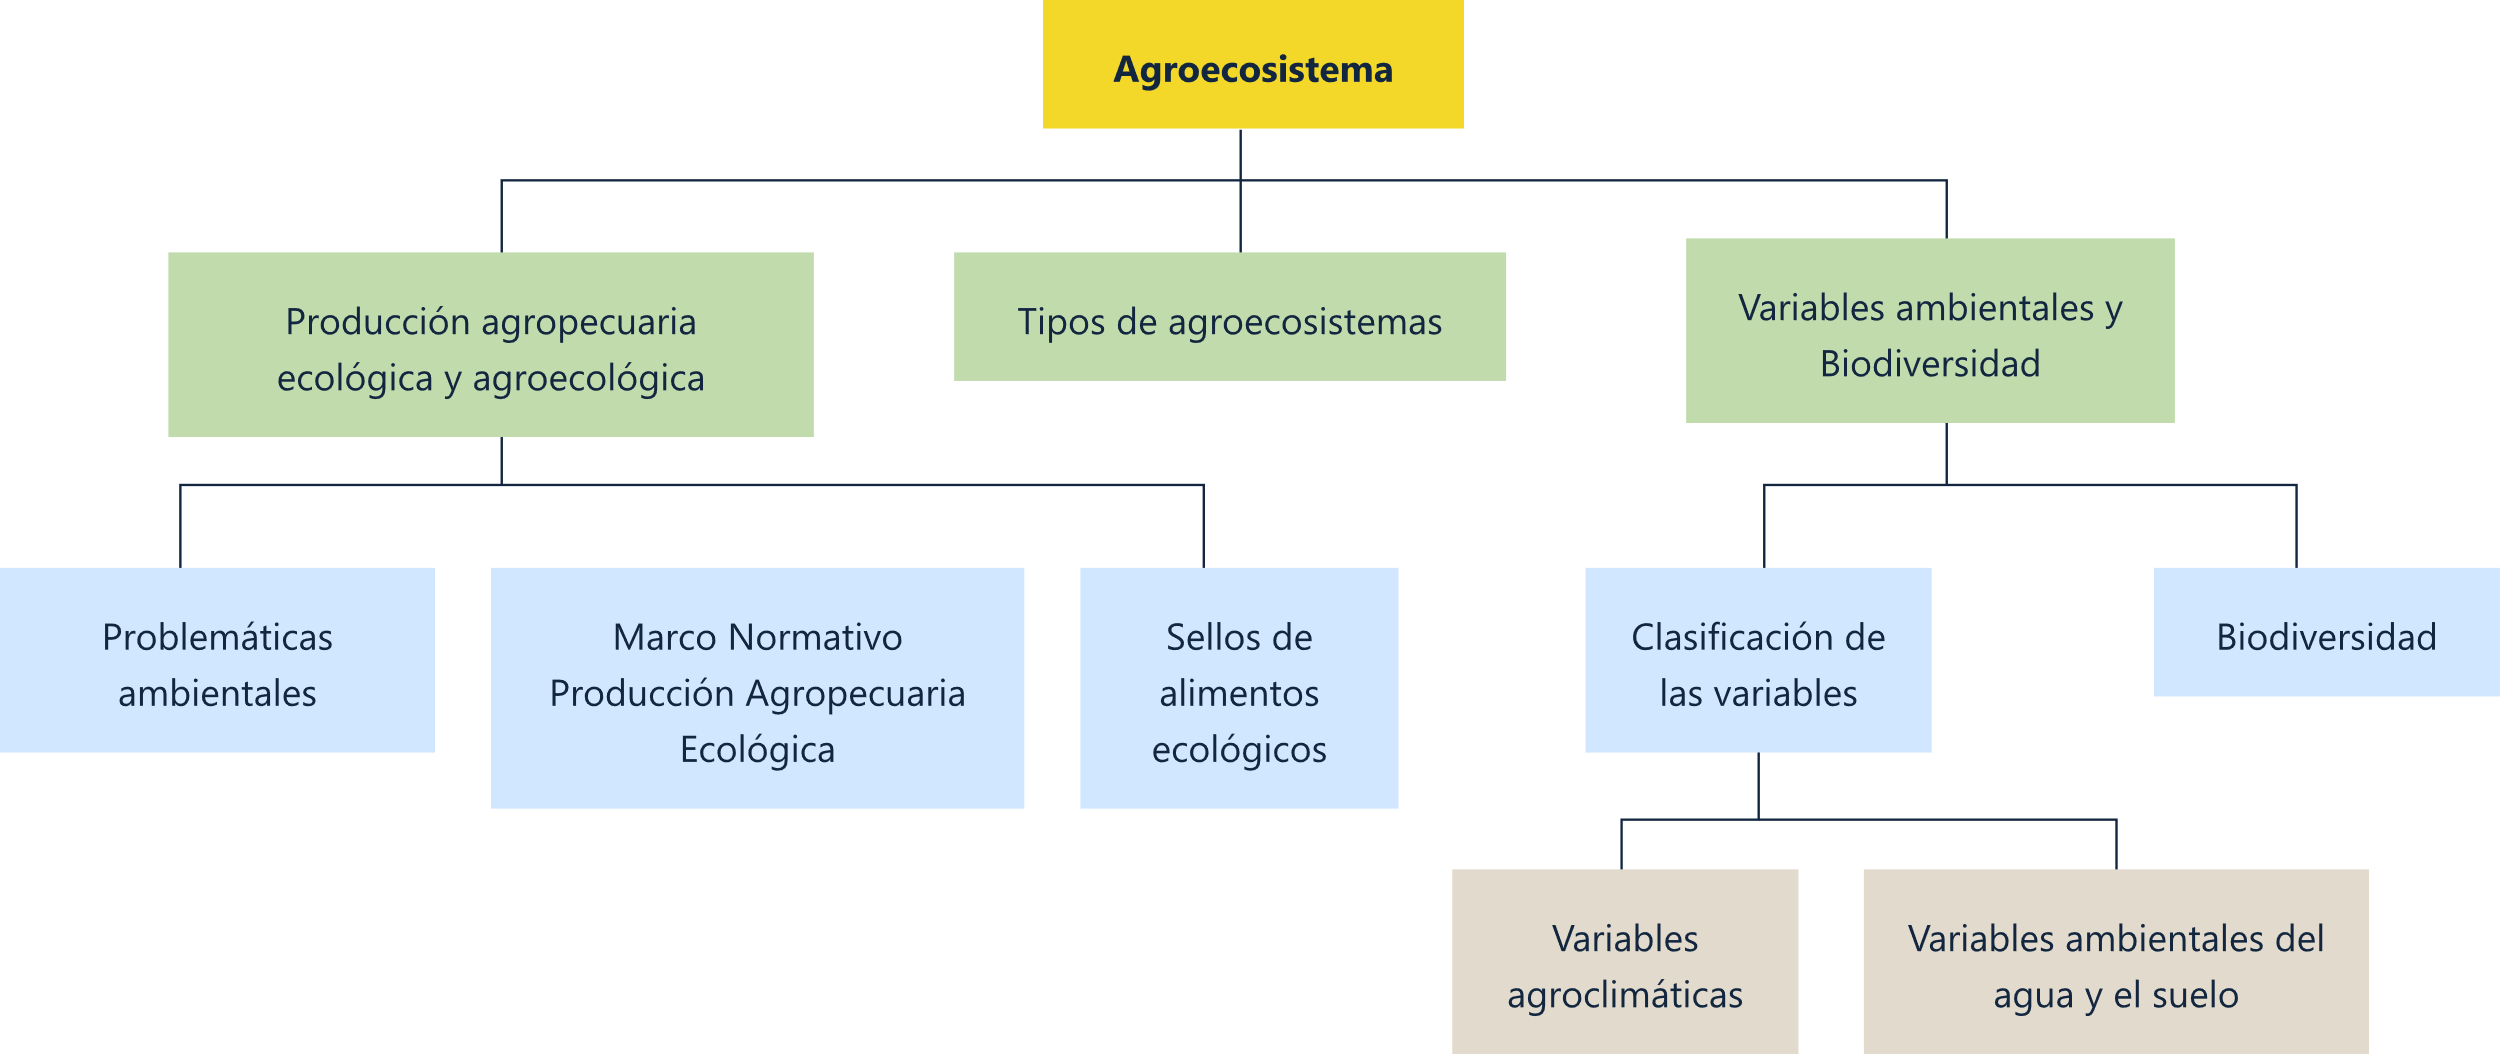 Agroecosistema
Producción agropecuaria
ecológica y agroecológica
Tipos de agroecosistemas
Variables ambientales y
Biodiversidad
Problemáticas
ambientales
Marco Normativo
Producción Agropecuaria
Ecológica
Sellos de
alimentos
ecológicos
Clasificcación de
las variables
Biodiversidad
Variables
agroclimáticas
Variables ambientales del
agua y el suelo